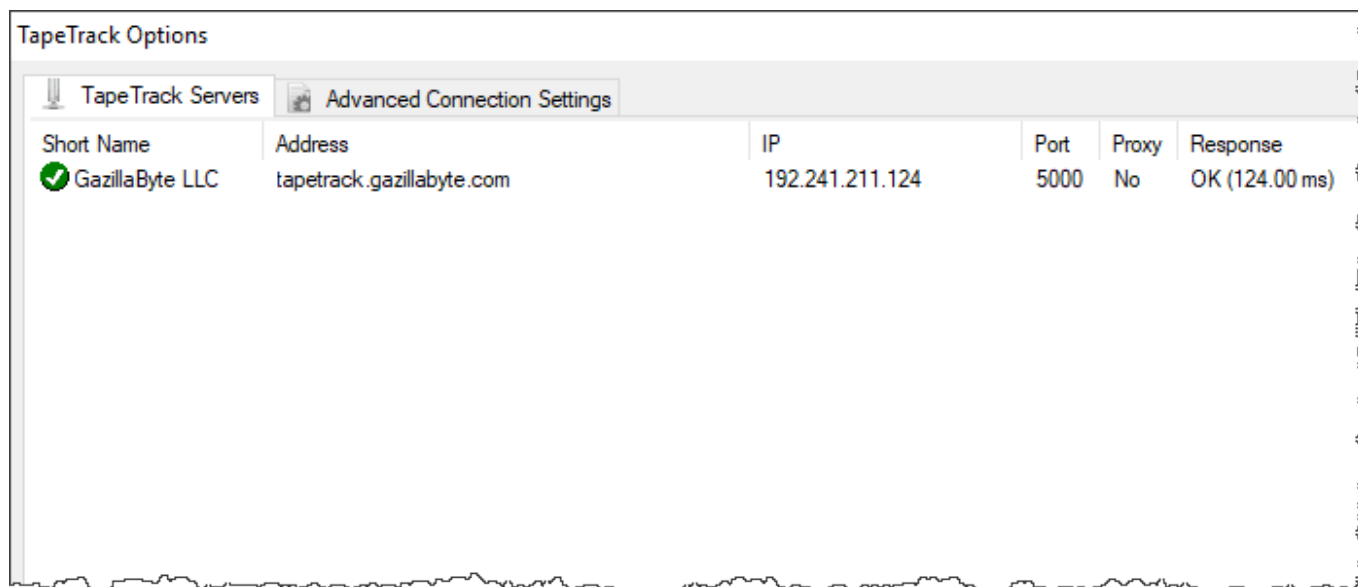 TapeTrack Options
TapeTrack Servers Advanced Connection Settings
Short Name Address IP Port Proxy Response
GazillaByte LLC tapetrack.gazillabyte.com 192.241.211.124 5000 No OK (124.00 ms)